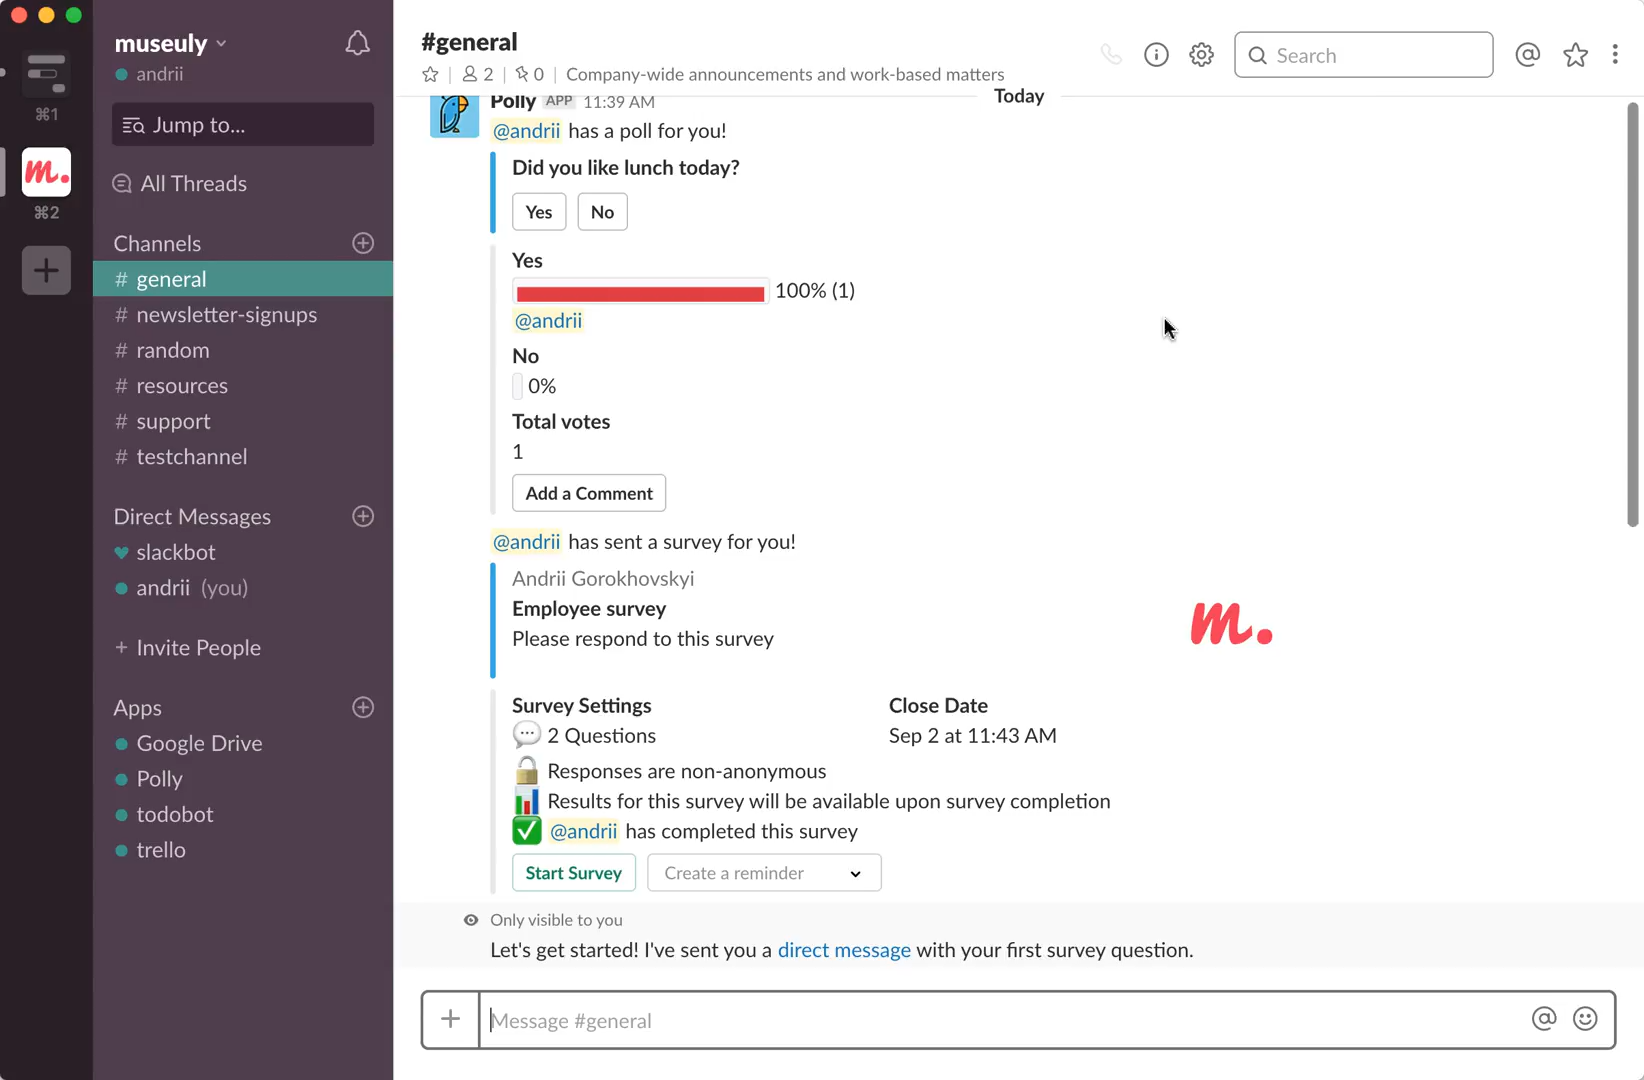 ⌘1
m.
⌘2
museuly
andrii
Jump to...
All Threads
Channels
# general
# newsletter-signups
# random
# resources
# support
# testchannel
Direct Messages
slackbot
andrii (you)
+ Invite People
Apps
Google Drive
Polly
todobot
trello
#general
2 | 0 | Company-wide announcements and work-based matters
Search
Today
Polly APP 11:39 AM
@andrii has a poll for you!
Did you like lunch today?
Yes No
Yes
100% (1)
@andrii
No
0%
Total votes
1
Add a Comment
@andrii has sent a survey for you!
Andrii Gorokhovskyi
Employee survey
Please respond to this survey
m.
Survey Settings Close Date
2 Questions Sep 2 at 11:43 AM
Responses are non-anonymous
Results for this survey will be available upon survey completion
@andrii has completed this survey
Start Survey Create a reminder
Only visible to you
Let's get started! I've sent you a direct message with your first survey question.
Message #general